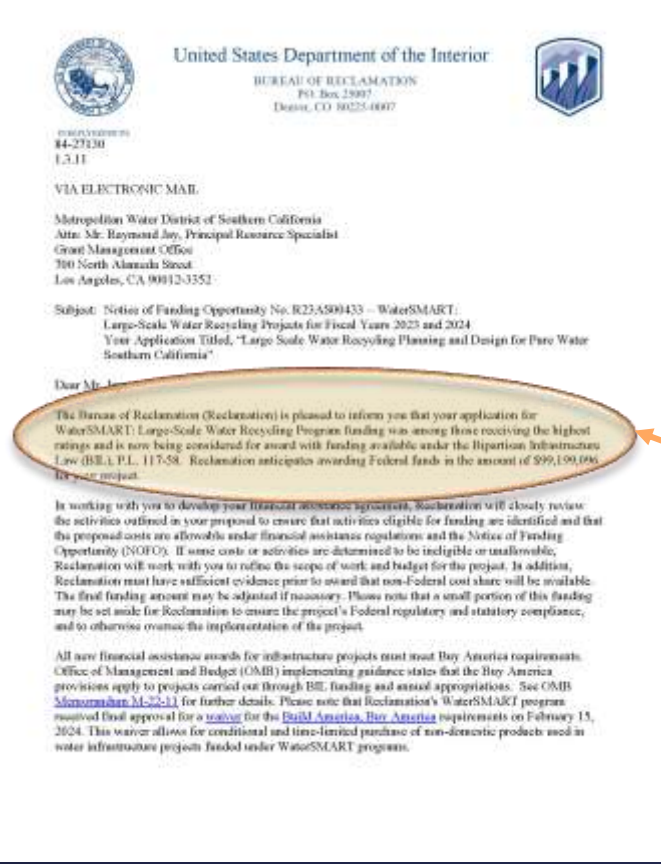 United States Department of the Interior
BUREAU OF RECLAMATION
P.O. Box 25007
Denver, CO 80225-0007
IN REPLY REFER TO:
84-27130
1.3.11
VIA ELECTRONIC MAIL
Metropolitan Water District of Southern California
Attn: Mr. Raymond Jay, Principal Resource Specialist
Grant Management Office
700 North Alameda Street
Los Angeles, CA 90012-3352
Subject: Notice of Funding Opportunity No. R23AS00433 – WaterSMART:
Large-Scale Water Recycling Projects for Fiscal Years 2023 and 2024
Your Application Titled, “Large Scale Water Recycling Planning and Design for Pure Water
Southern California”
Dear Mr.
The Bureau of Reclamation (Reclamation) is pleased to inform you that your application for
WaterSMART: Large-Scale Water Recycling Program funding was among those receiving the highest
ratings and is now being considered for award with funding available under the Bipartisan Infrastructure
Law (BIL), P.L. 117-58. Reclamation anticipates awarding Federal funds in the amount of $99,199,096
for your project.
In working with you to develop your financial assistance agreement, Reclamation will closely review
the activities outlined in your proposal to ensure that activities eligible for funding are identified and that
the proposed costs are allowable under financial assistance regulations and the Notice of Funding
Opportunity (NOFO). If some costs or activities are determined to be ineligible or unallowable,
Reclamation will work with you to refine the scope of work and budget for the project. In addition,
Reclamation must have sufficient evidence prior to award that non-Federal cost share will be available.
The final funding amount may be adjusted if necessary. Please note that a small portion of this funding
may be set aside for Reclamation to ensure the project's Federal regulatory and statutory compliance,
and to otherwise oversee the implementation of the project.
All new financial assistance awards for infrastructure projects must meet Buy America requirements.
Office of Management and Budget (OMB) implementing guidance states that the Buy America
provisions apply to projects carried out through BIL funding and annual appropriations. See OMB
Memorandum M-22-11 for further details. Please note that Reclamation's WaterSMART program
received final approval for a waiver for the Build America, Buy America requirements on February 15,
2024. This waiver allows for conditional and time-limited purchase of non-domestic products used in
water infrastructure projects funded under WaterSMART programs.